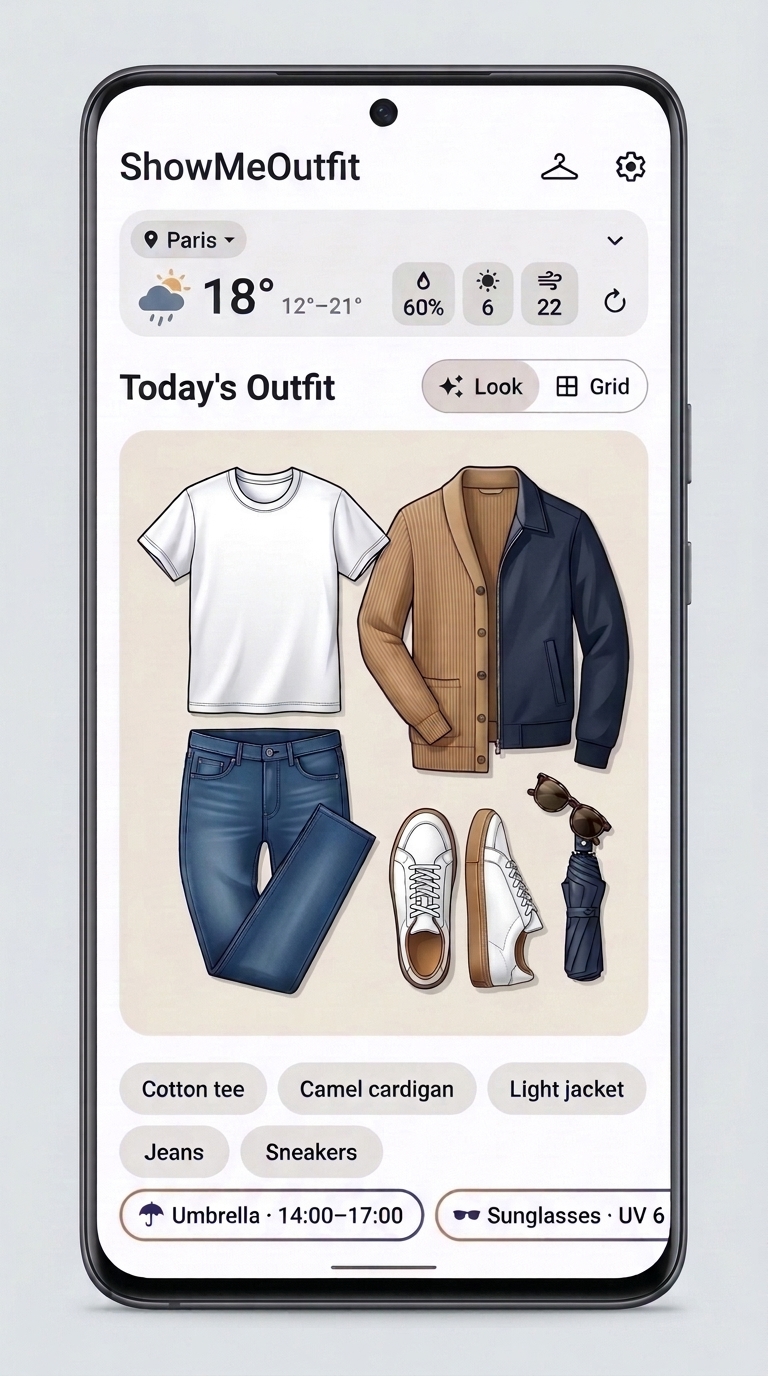 ShowMeOutfit
Paris
18° 12°–21° 60% 6 22
Today's Outfit Look Grid
Cotton tee Camel cardigan Light jacket
Jeans Sneakers
Umbrella · 14:00–17:00 Sunglasses · UV 6